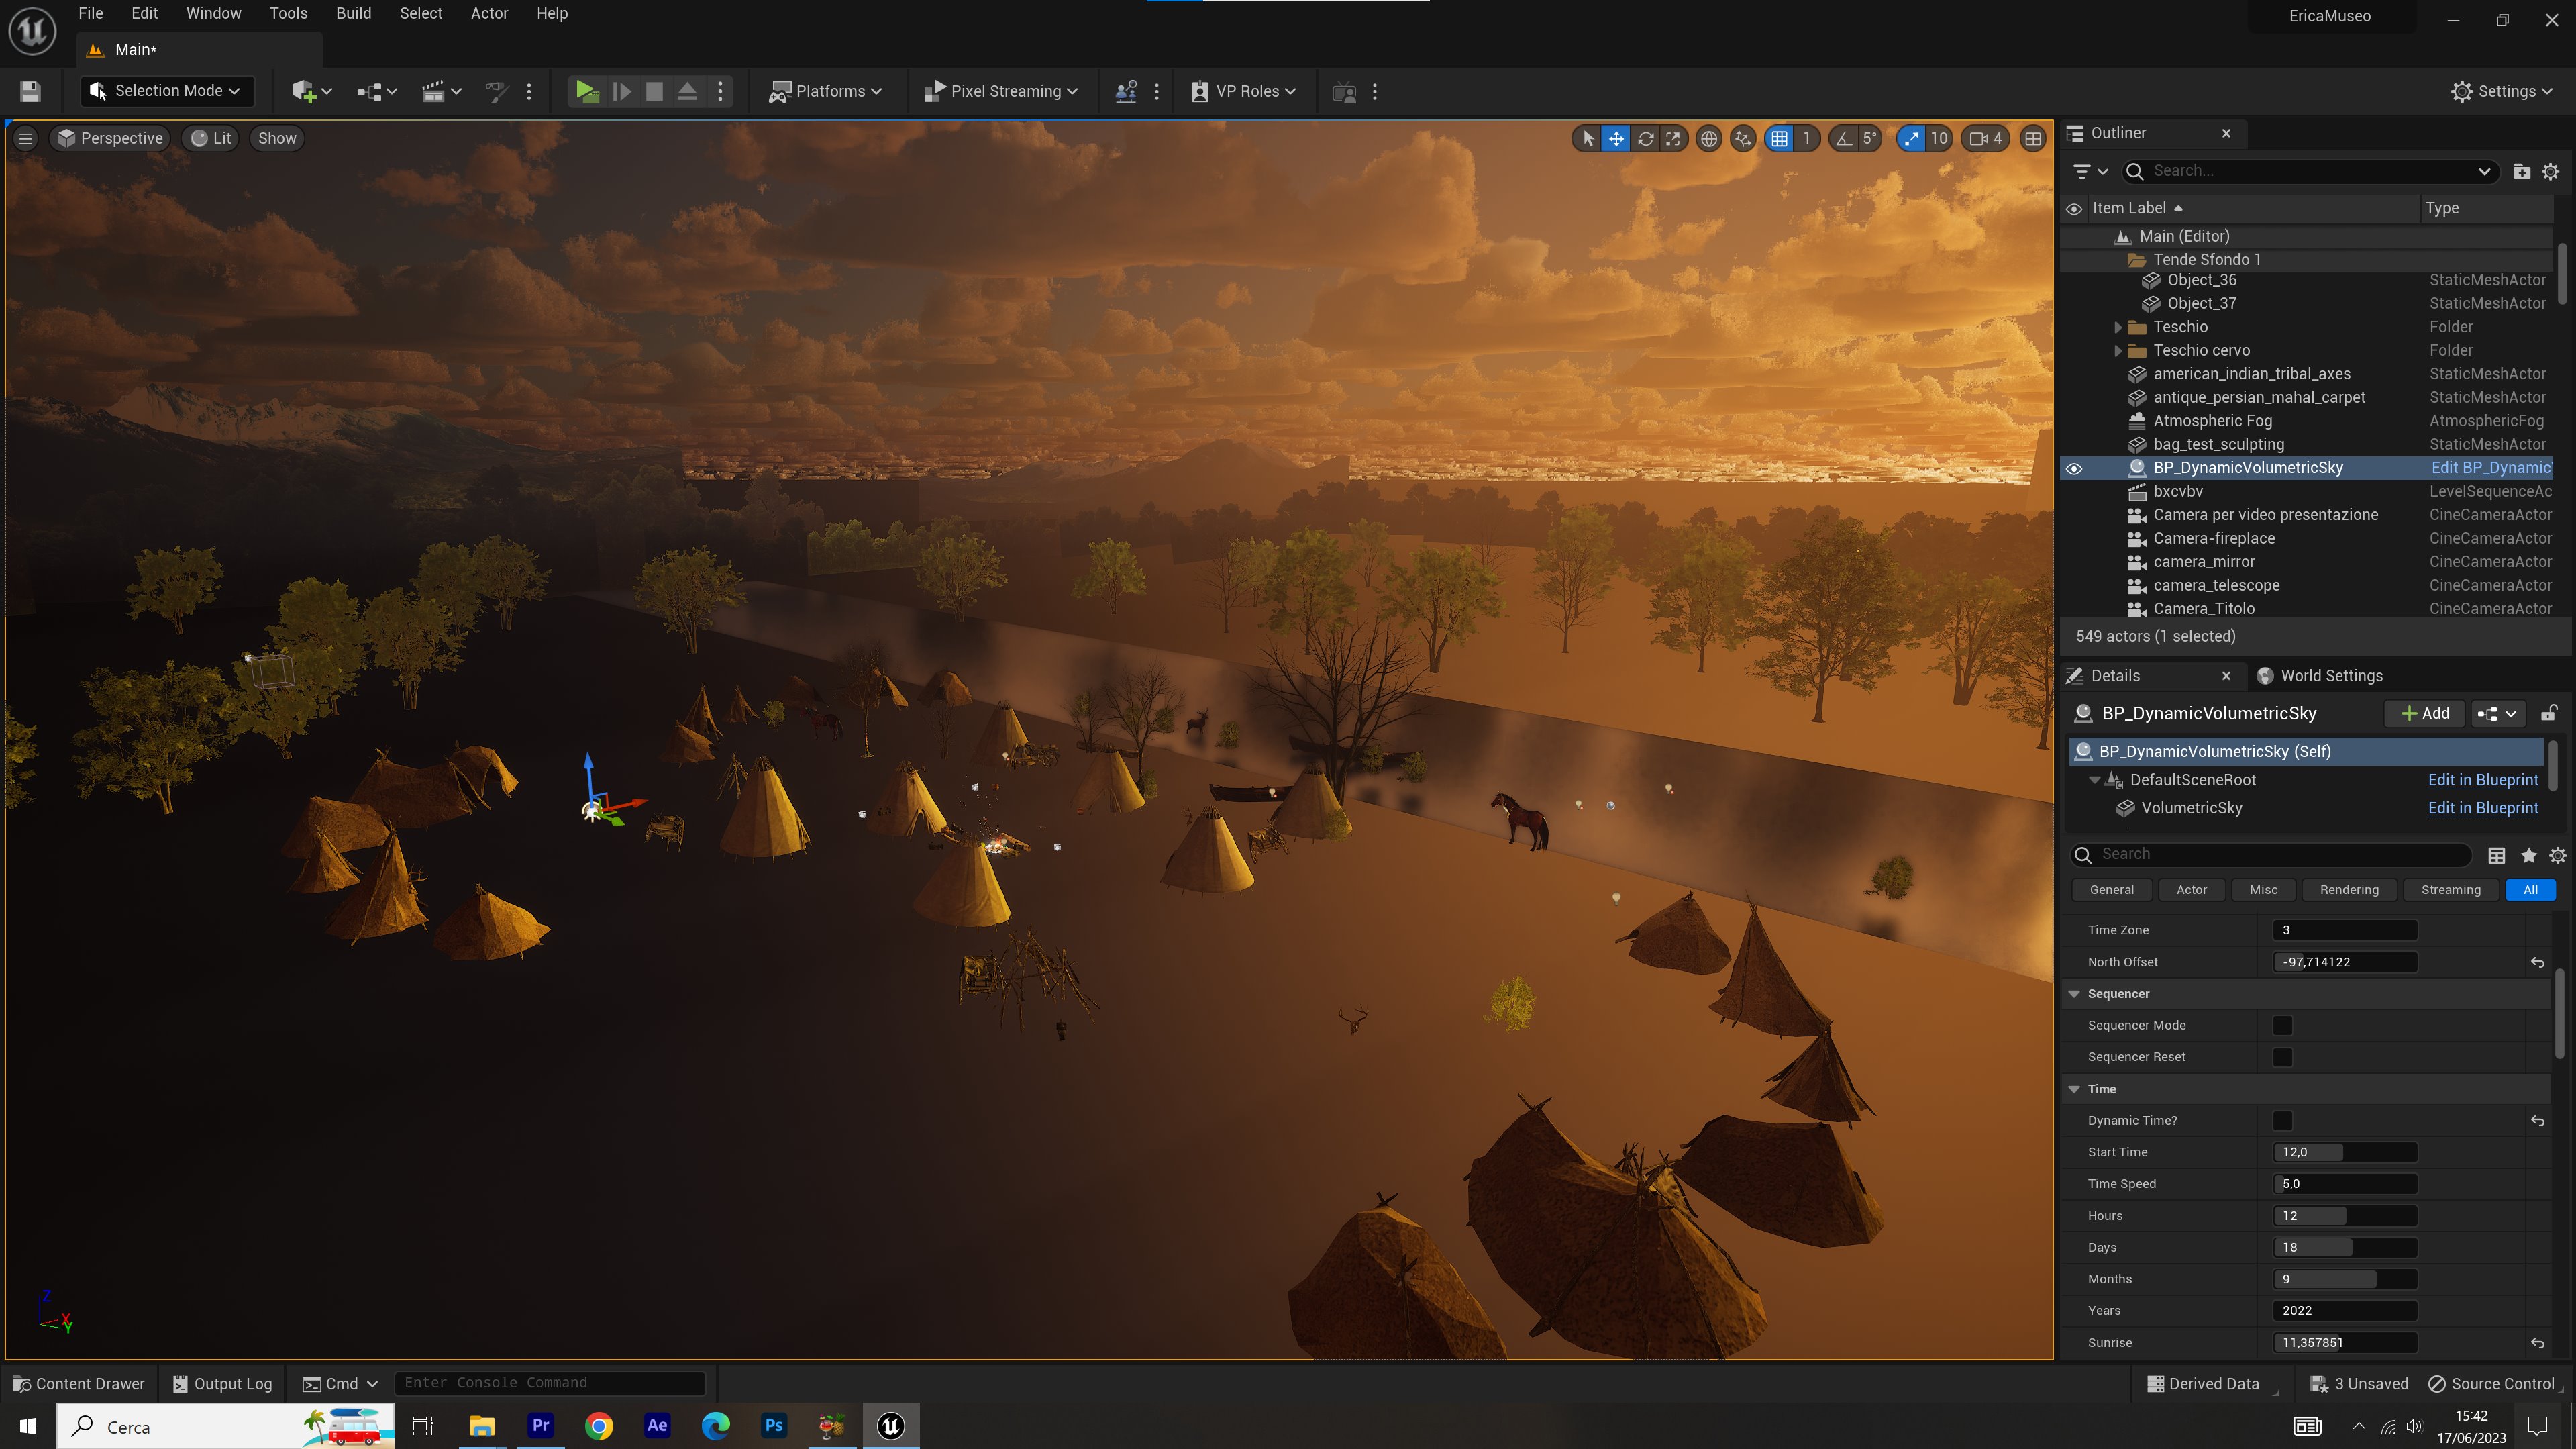 File Edit Window Tools Build Select Actor Help
EricaMuseo
Main*
Selection Mode
Platforms
Pixel Streaming
VP Roles
Settings
Perspective
Lit
Show
1
5°
10
4
Outliner
Search...
Item Label
Type
Main (Editor)
Tende Sfondo 1
Object_36 StaticMeshActor
Object_37 StaticMeshActor
Teschio Folder
Teschio cervo Folder
american_indian_tribal_axes StaticMeshActor
antique_persian_mahal_carpet StaticMeshActor
Atmospheric Fog AtmosphericFog
bag_test_sculpting StaticMeshActor
BP_DynamicVolumetricSky Edit BP_Dynamic
bxcvbv LevelSequenceAc
Camera per video presentazione CineCameraActor
Camera-fireplace CineCameraActor
camera_mirror CineCameraActor
camera_telescope CineCameraActor
Camera_Titolo CineCameraActor
549 actors (1 selected)
Details
World Settings
BP_DynamicVolumetricSky
Add
BP_DynamicVolumetricSky (Self)
DefaultSceneRoot Edit in Blueprint
VolumetricSky Edit in Blueprint
Search
General Actor Misc Rendering Streaming All
Time Zone 3
North Offset -97,714122
Sequencer
Sequencer Mode
Sequencer Reset
Time
Dynamic Time?
Start Time 12,0
Time Speed 5,0
Hours 12
Days 18
Months 9
Years 2022
Sunrise 11,357851
Z
X
Y
Content Drawer
Output Log
Cmd
Enter Console Command
Derived Data
3 Unsaved
Source Control
Cerca
Pr
Ae
Ps
15:42
17/06/2023